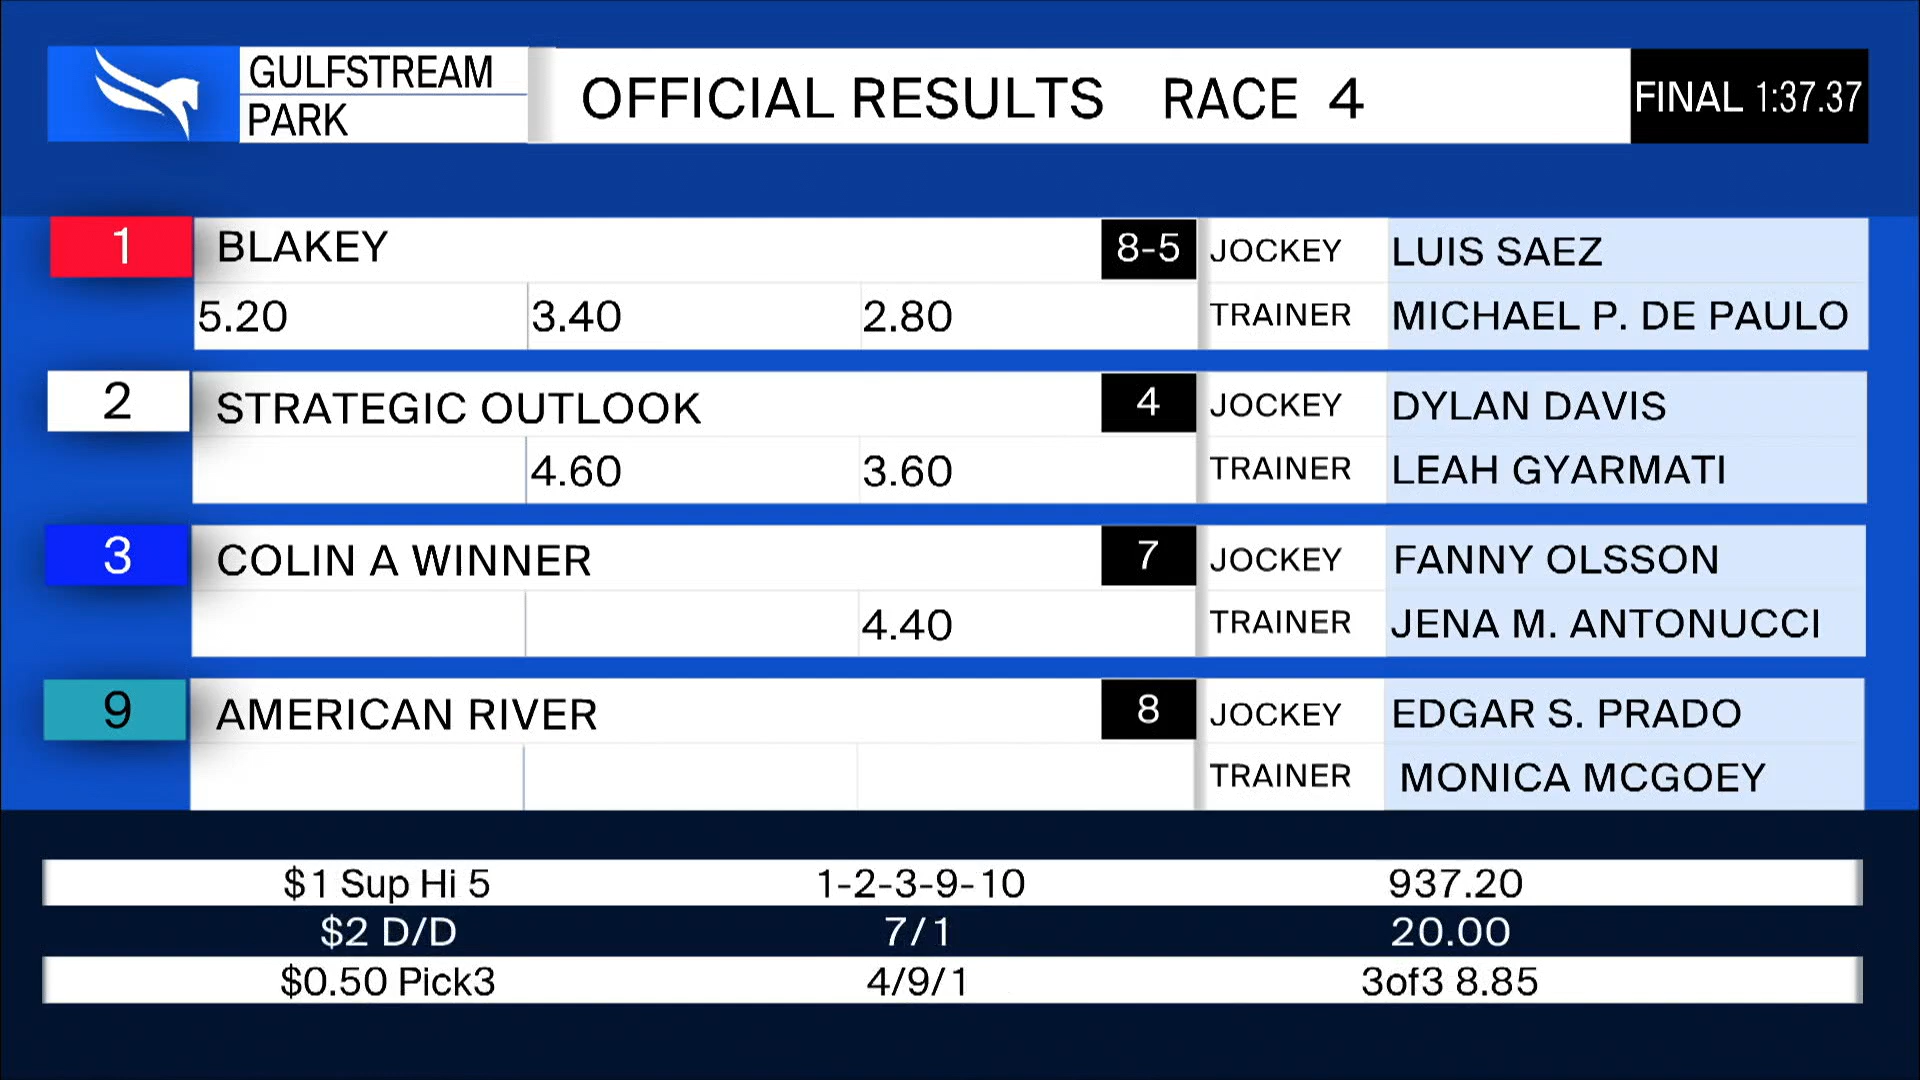 GULFSTREAM
PARK
OFFICIAL RESULTS RACE 4
FINAL 1:37.37
1 BLAKEY 8-5 JOCKEY LUIS SAEZ
5.20 3.40 2.80 TRAINER MICHAEL P. DE PAULO
2 STRATEGIC OUTLOOK 4 JOCKEY DYLAN DAVIS
4.60 3.60 TRAINER LEAH GYARMATI
3 COLIN A WINNER 7 JOCKEY FANNY OLSSON
4.40 TRAINER JENA M. ANTONUCCI
9 AMERICAN RIVER 8 JOCKEY EDGAR S. PRADO
TRAINER MONICA MCGOEY
$1 Sup Hi 5 1-2-3-9-10 937.20
$2 D/D 7/1 20.00
$0.50 Pick3 4/9/1 3of3 8.85